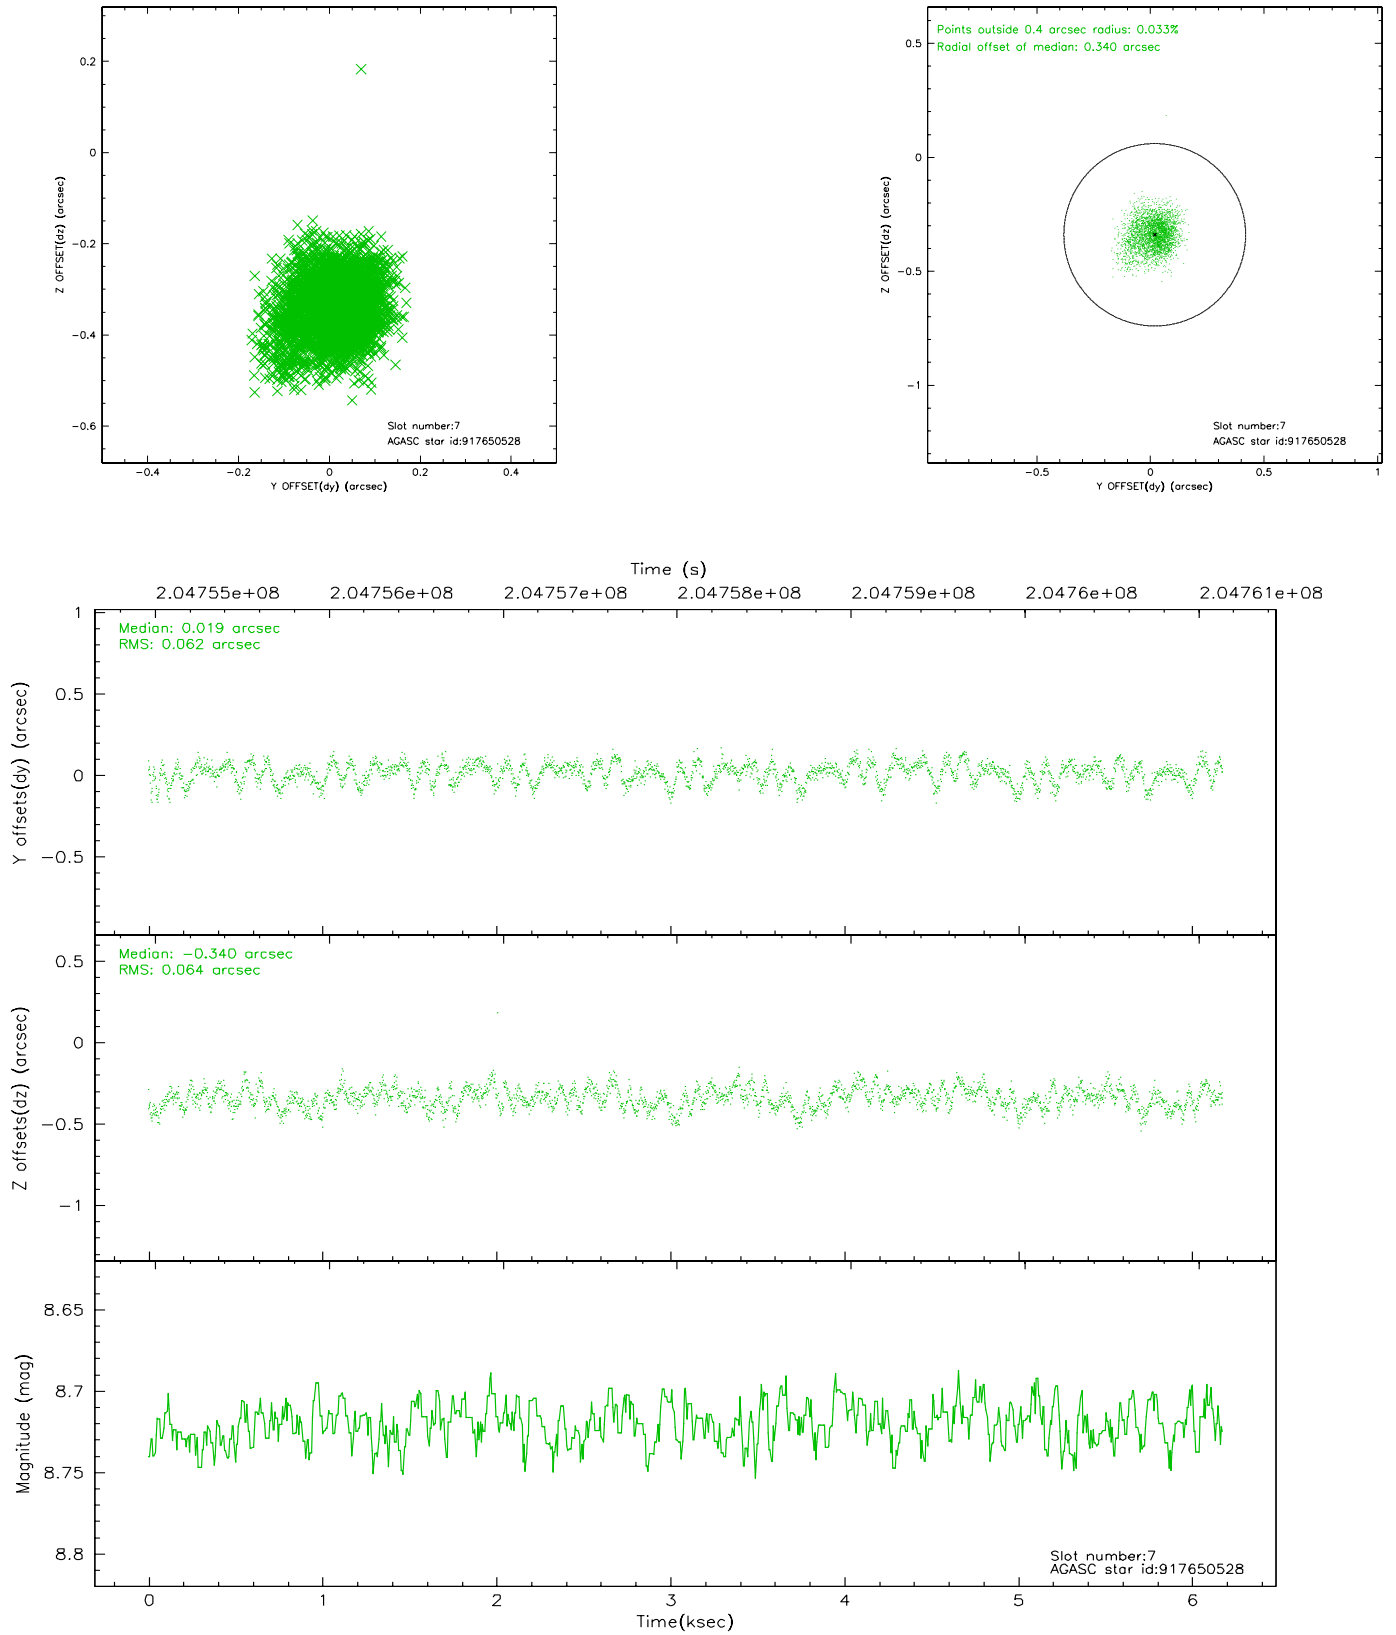 0.2
0
−0.2
−0.4
−0.6
Z OFFSET(dz) (arcsec)
Slot number:7
AGASC star id:917650528
−0.4
−0.2
0
0.2
0.4
Y OFFSET(dy) (arcsec)
Points outside 0.4 arcsec radius: 0.033%
Radial offset of median: 0.340 arcsec
0.5
0
−0.5
−1
Z OFFSET(dz) (arcsec)
Slot number:7
AGASC star id:917650528
−0.5
0
0.5
1
Y OFFSET(dy) (arcsec)
Time (s)
2.04755e+08
2.04756e+08
2.04757e+08
2.04758e+08
2.04759e+08
2.0476e+08
2.04761e+08
Median: 0.019 arcsec
RMS: 0.062 arcsec
1
0.5
0
−0.5
Y offsets(dy) (arcsec)
Median: −0.340 arcsec
RMS: 0.064 arcsec
0.5
0
−0.5
−1
Z offsets(dz) (arcsec)
8.65
8.7
8.75
8.8
Magnitude (mag)
Slot number:7
AGASC star id:917650528
0
1
2
3
4
5
6
Time(ksec)